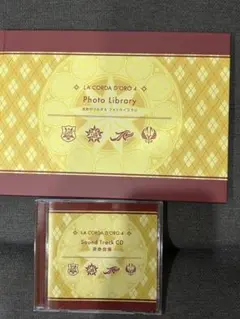 LA CORDA D'ORO 4
Photo Library
LA CORDA D'ORO 4
Sound Track CD